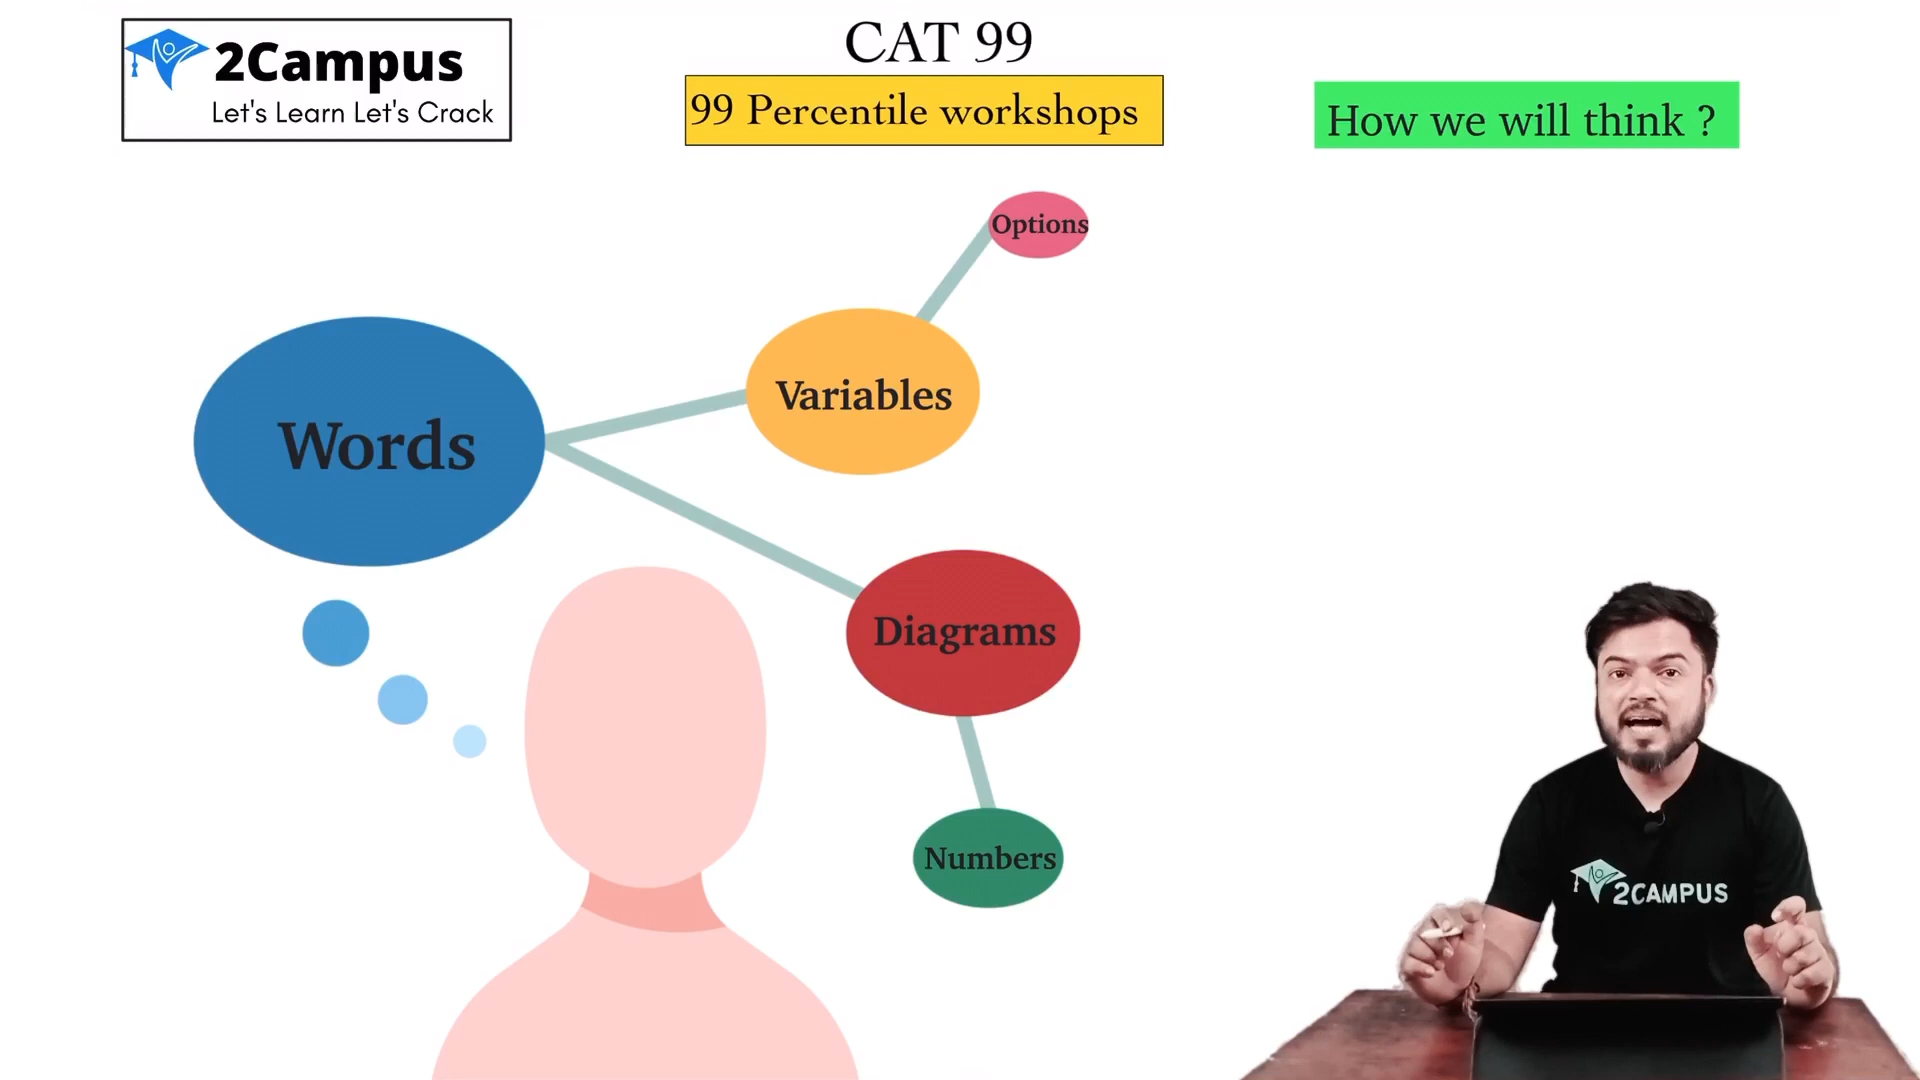 2Campus
Let's Learn Let's Crack
CAT 99
99 Percentile workshops
How we will think ?
Options
Variables
Words
Diagrams
Numbers
2CAMPUS